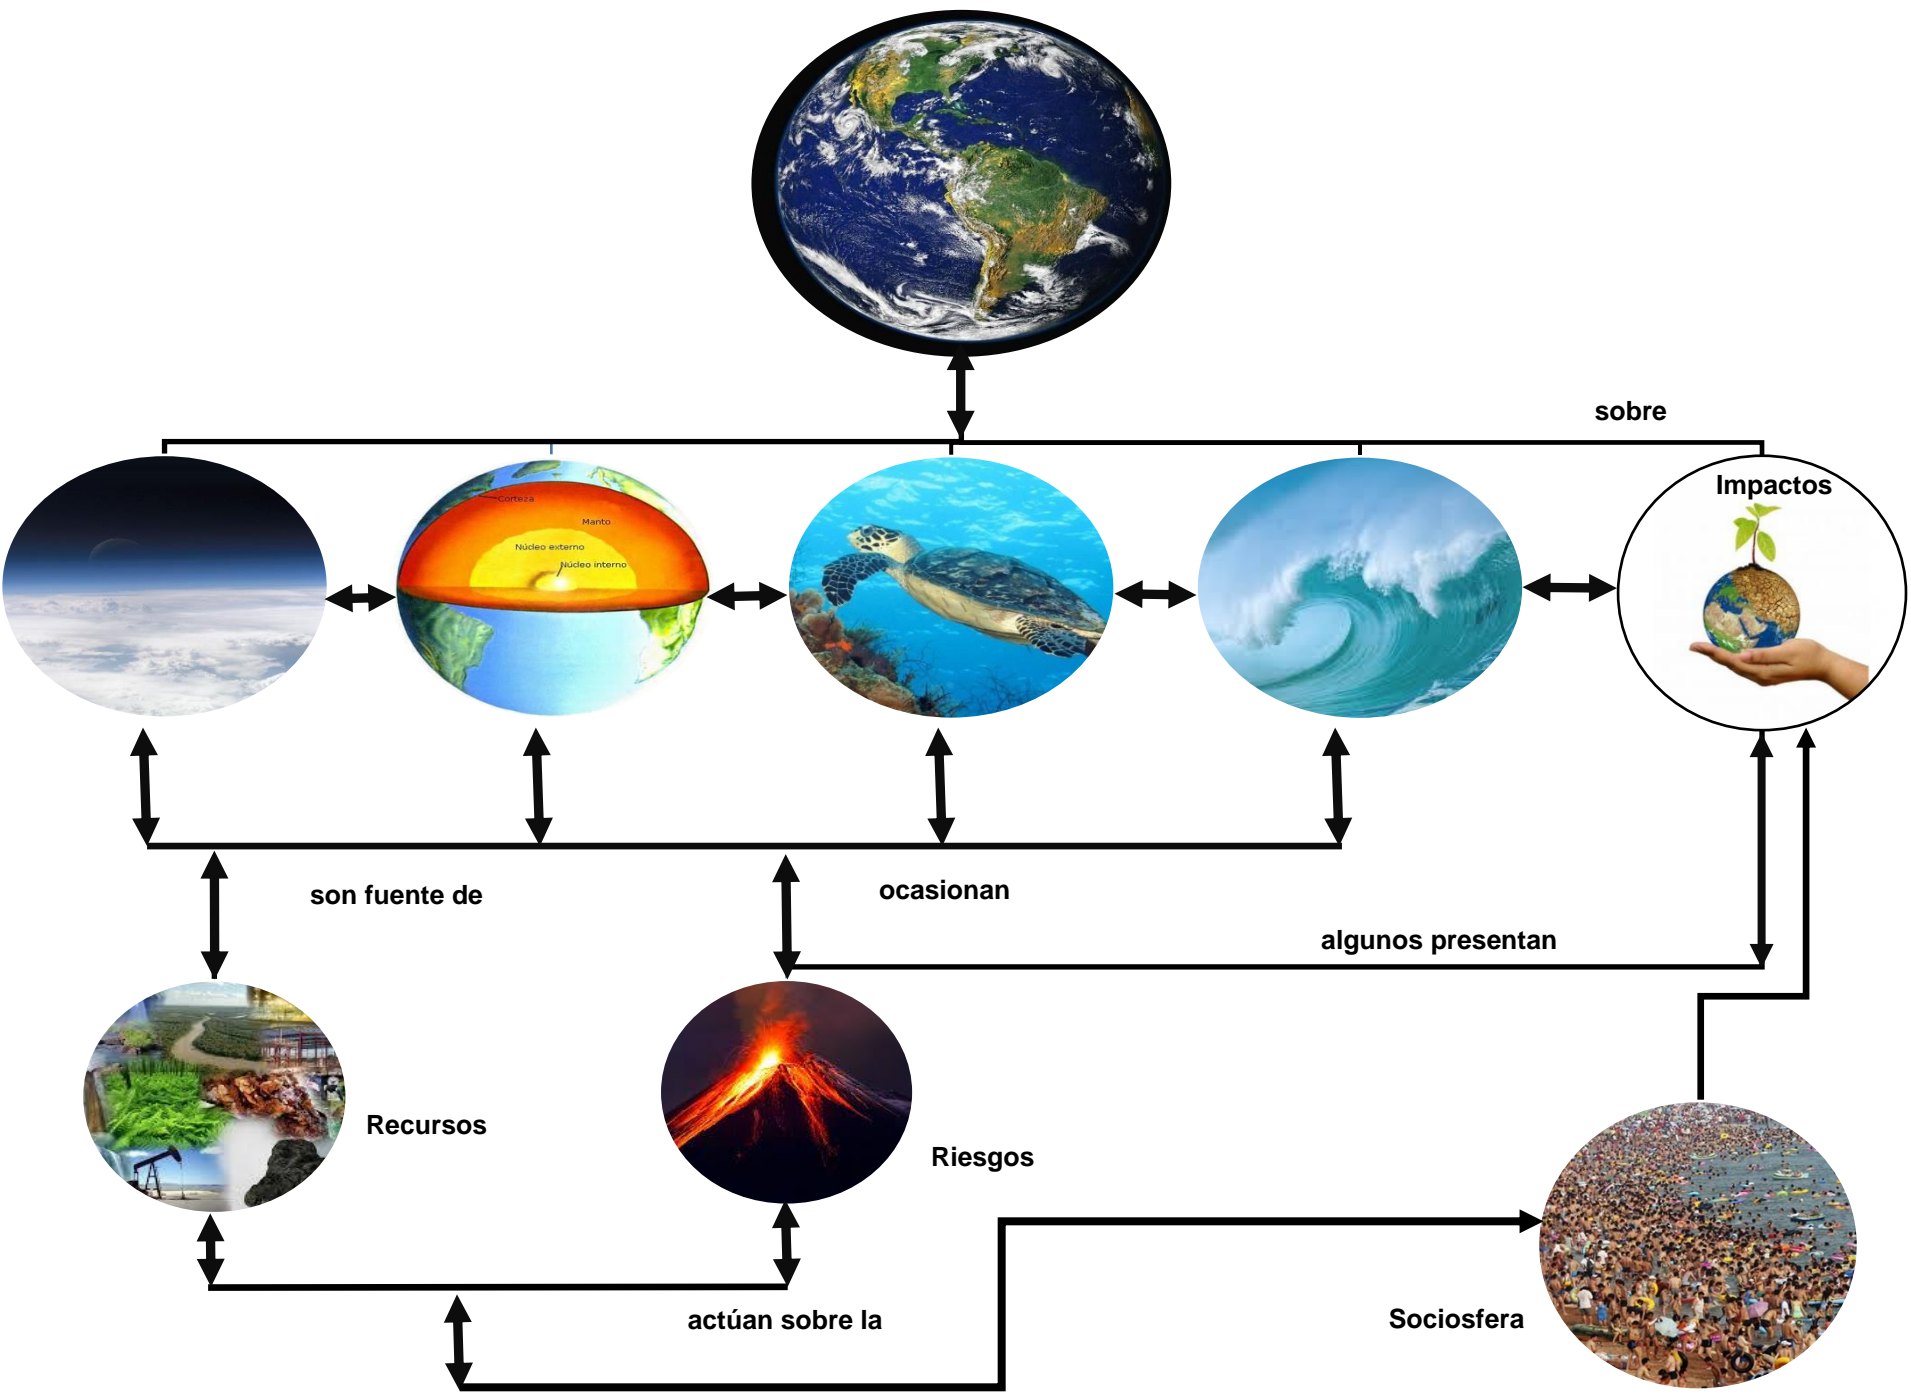 sobre
Impactos
Corteza
Manto
Núcleo externo
Núcleo interno
son fuente de
ocasionan
algunos presentan
Recursos
Riesgos
actúan sobre la
Sociosfera